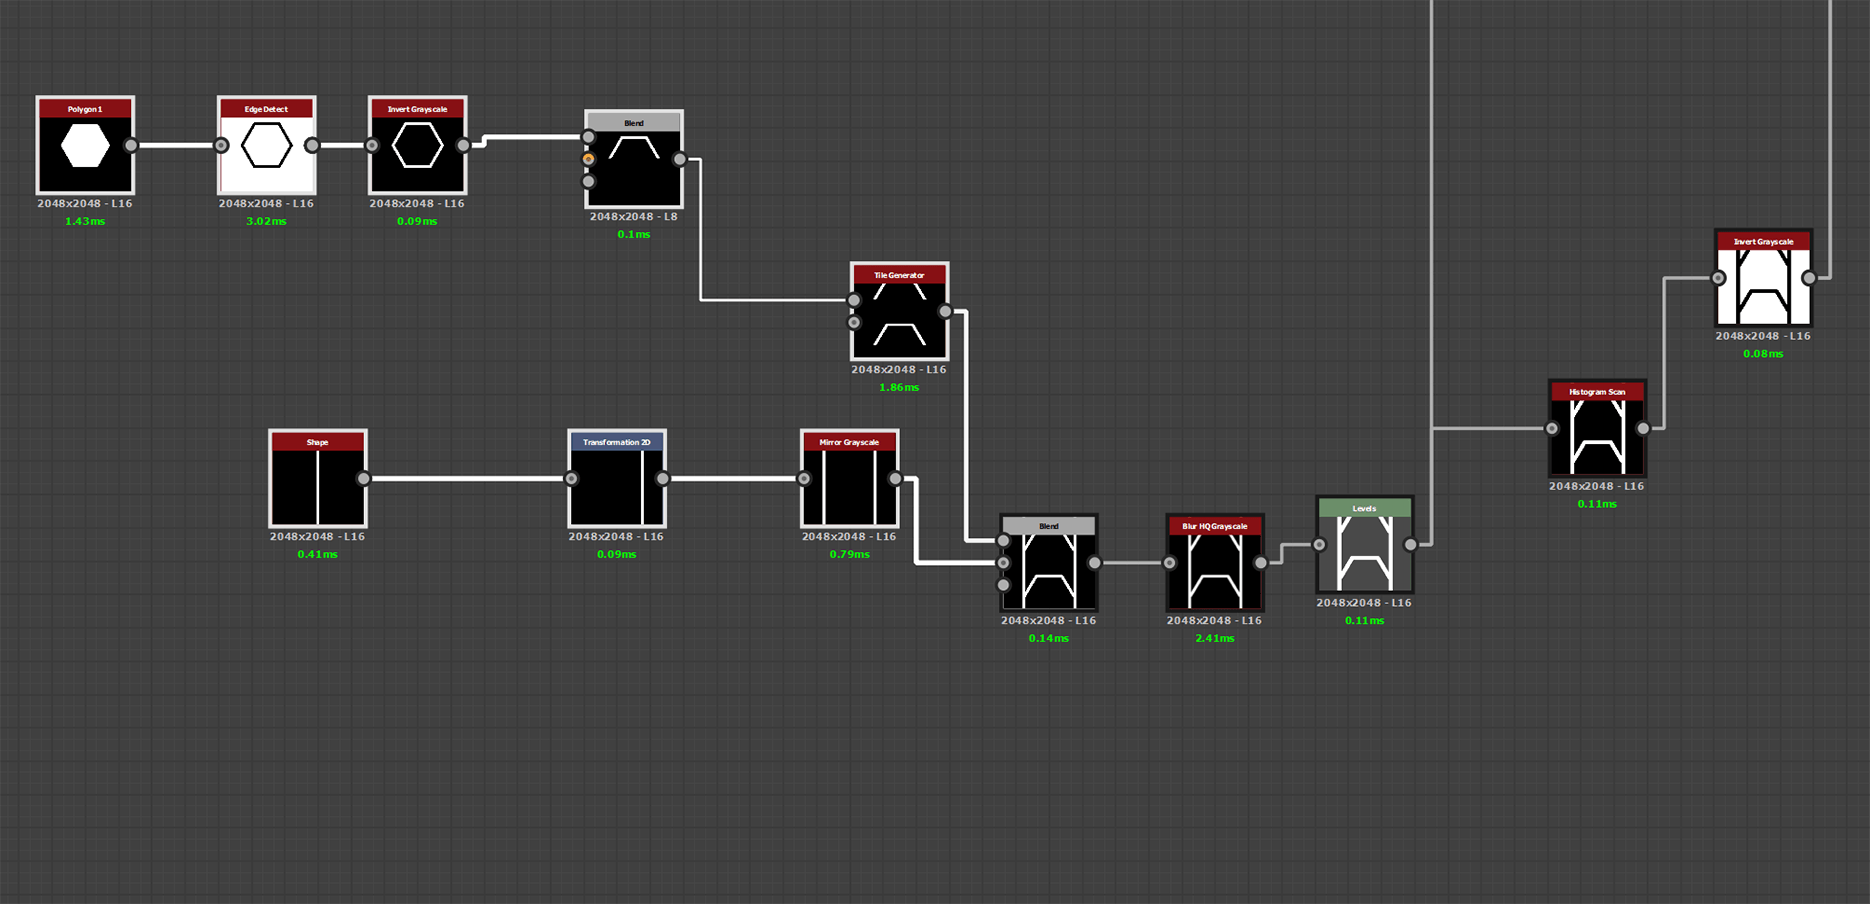 Polygon 1
2048x2048 - L16
1.43ms
Edge Detect
2048x2048 - L16
3.02ms
Invert Grayscale
2048x2048 - L16
0.09ms
Blend
2048x2048 - L8
0.1ms
Tile Generator
2048x2048 - L16
1.86ms
Shape
2048x2048 - L16
0.41ms
Transformation 2D
2048x2048 - L16
0.09ms
Mirror Grayscale
2048x2048 - L16
0.79ms
Blend
2048x2048 - L16
0.14ms
Blur HQ Grayscale
2048x2048 - L16
2.41ms
Levels
2048x2048 - L16
0.11ms
Histogram Scan
2048x2048 - L16
0.11ms
Invert Grayscale
2048x2048 - L16
0.08ms